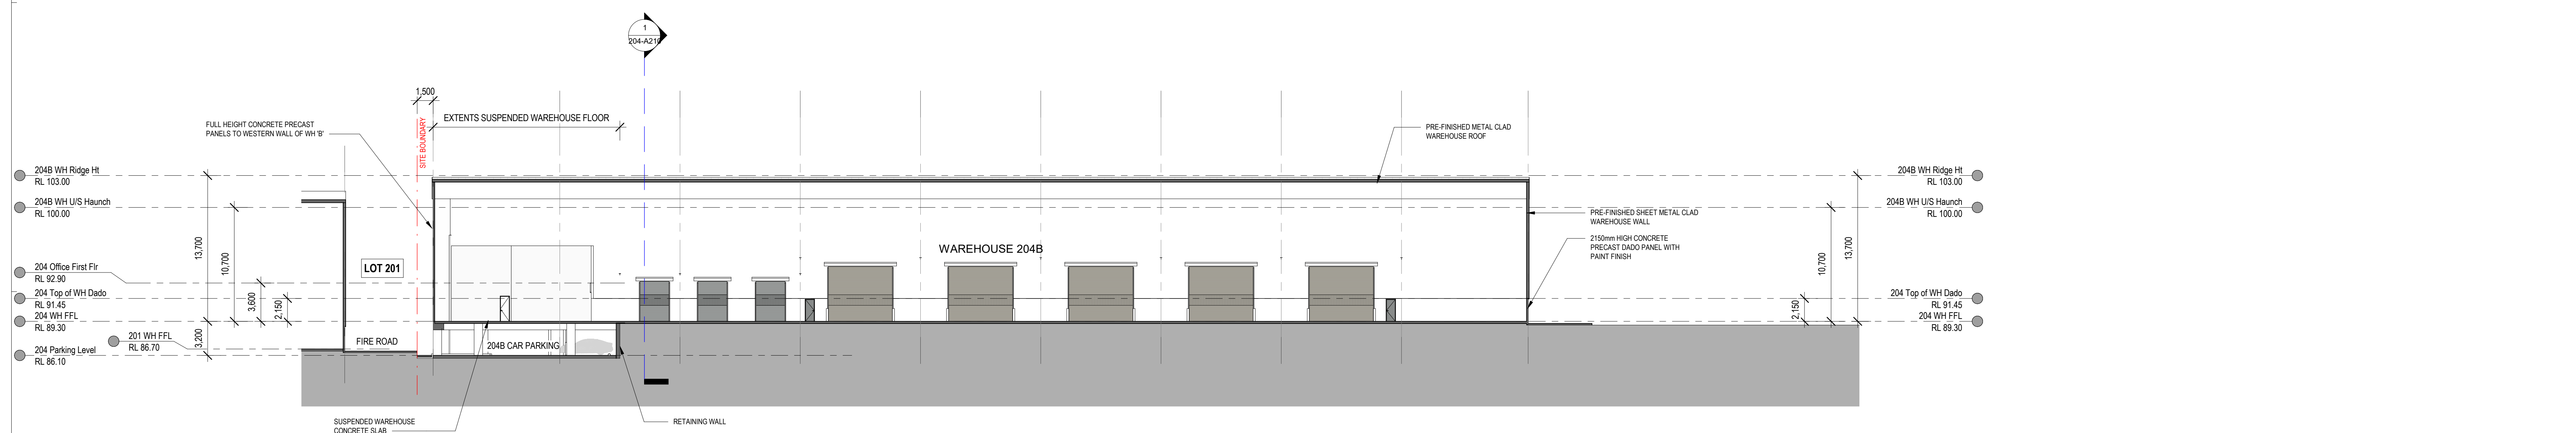 1
204-A210
1,500
EXTENTS SUSPENDED WAREHOUSE FLOOR
SITE BOUNDARY
FULL HEIGHT CONCRETE PRECAST
PANELS TO WESTERN WALL OF WH 'B'
PRE-FINISHED METAL CLAD
WAREHOUSE ROOF
204B WH Ridge Ht
RL 103.00
204B WH U/S Haunch
RL 100.00
204 Office First Flr
RL 92.90
204 Top of WH Dado
RL 91.45
204 WH FFL
RL 89.30
201 WH FFL
RL 86.70
204 Parking Level
RL 86.10
13,700
10,700
3,600
2,150
3,200
LOT 201
FIRE ROAD
WAREHOUSE 204B
204B CAR PARKING
PRE-FINISHED SHEET METAL CLAD
WAREHOUSE WALL
2150mm HIGH CONCRETE
PRECAST DADO PANEL WITH
PAINT FINISH
2,150
10,700
13,700
204B WH Ridge Ht
RL 103.00
204B WH U/S Haunch
RL 100.00
204 Top of WH Dado
RL 91.45
204 WH FFL
RL 89.30
SUSPENDED WAREHOUSE
CONCRETE SLAB
RETAINING WALL